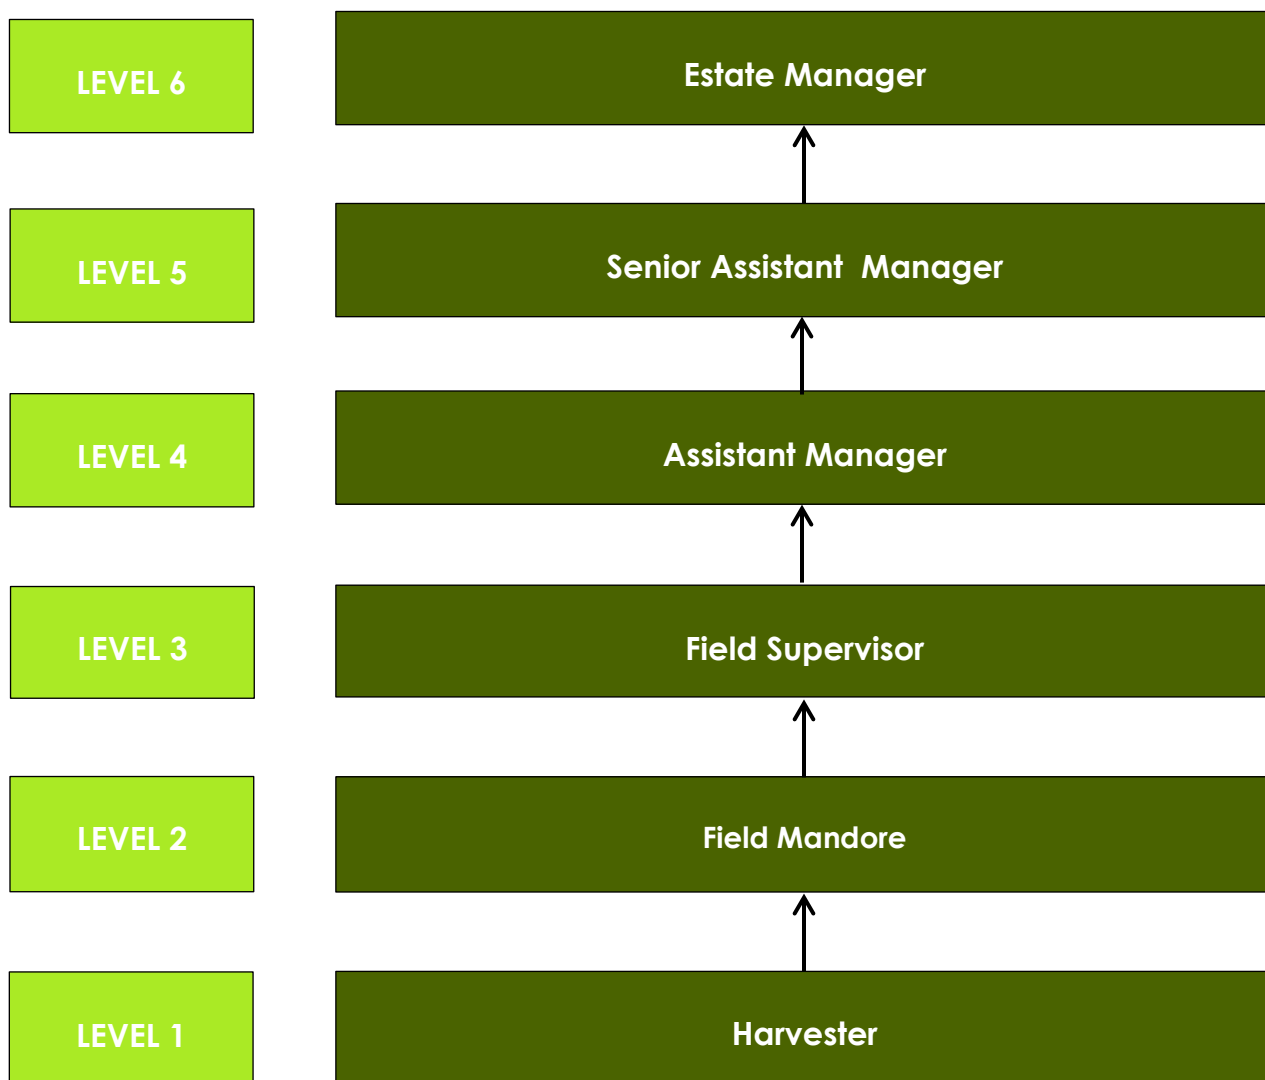 LEVEL 6
Estate Manager
LEVEL 5
Senior Assistant  Manager
LEVEL 4
Assistant Manager
LEVEL 3
Field Supervisor
LEVEL 2
Field Mandore
LEVEL 1
Harvester